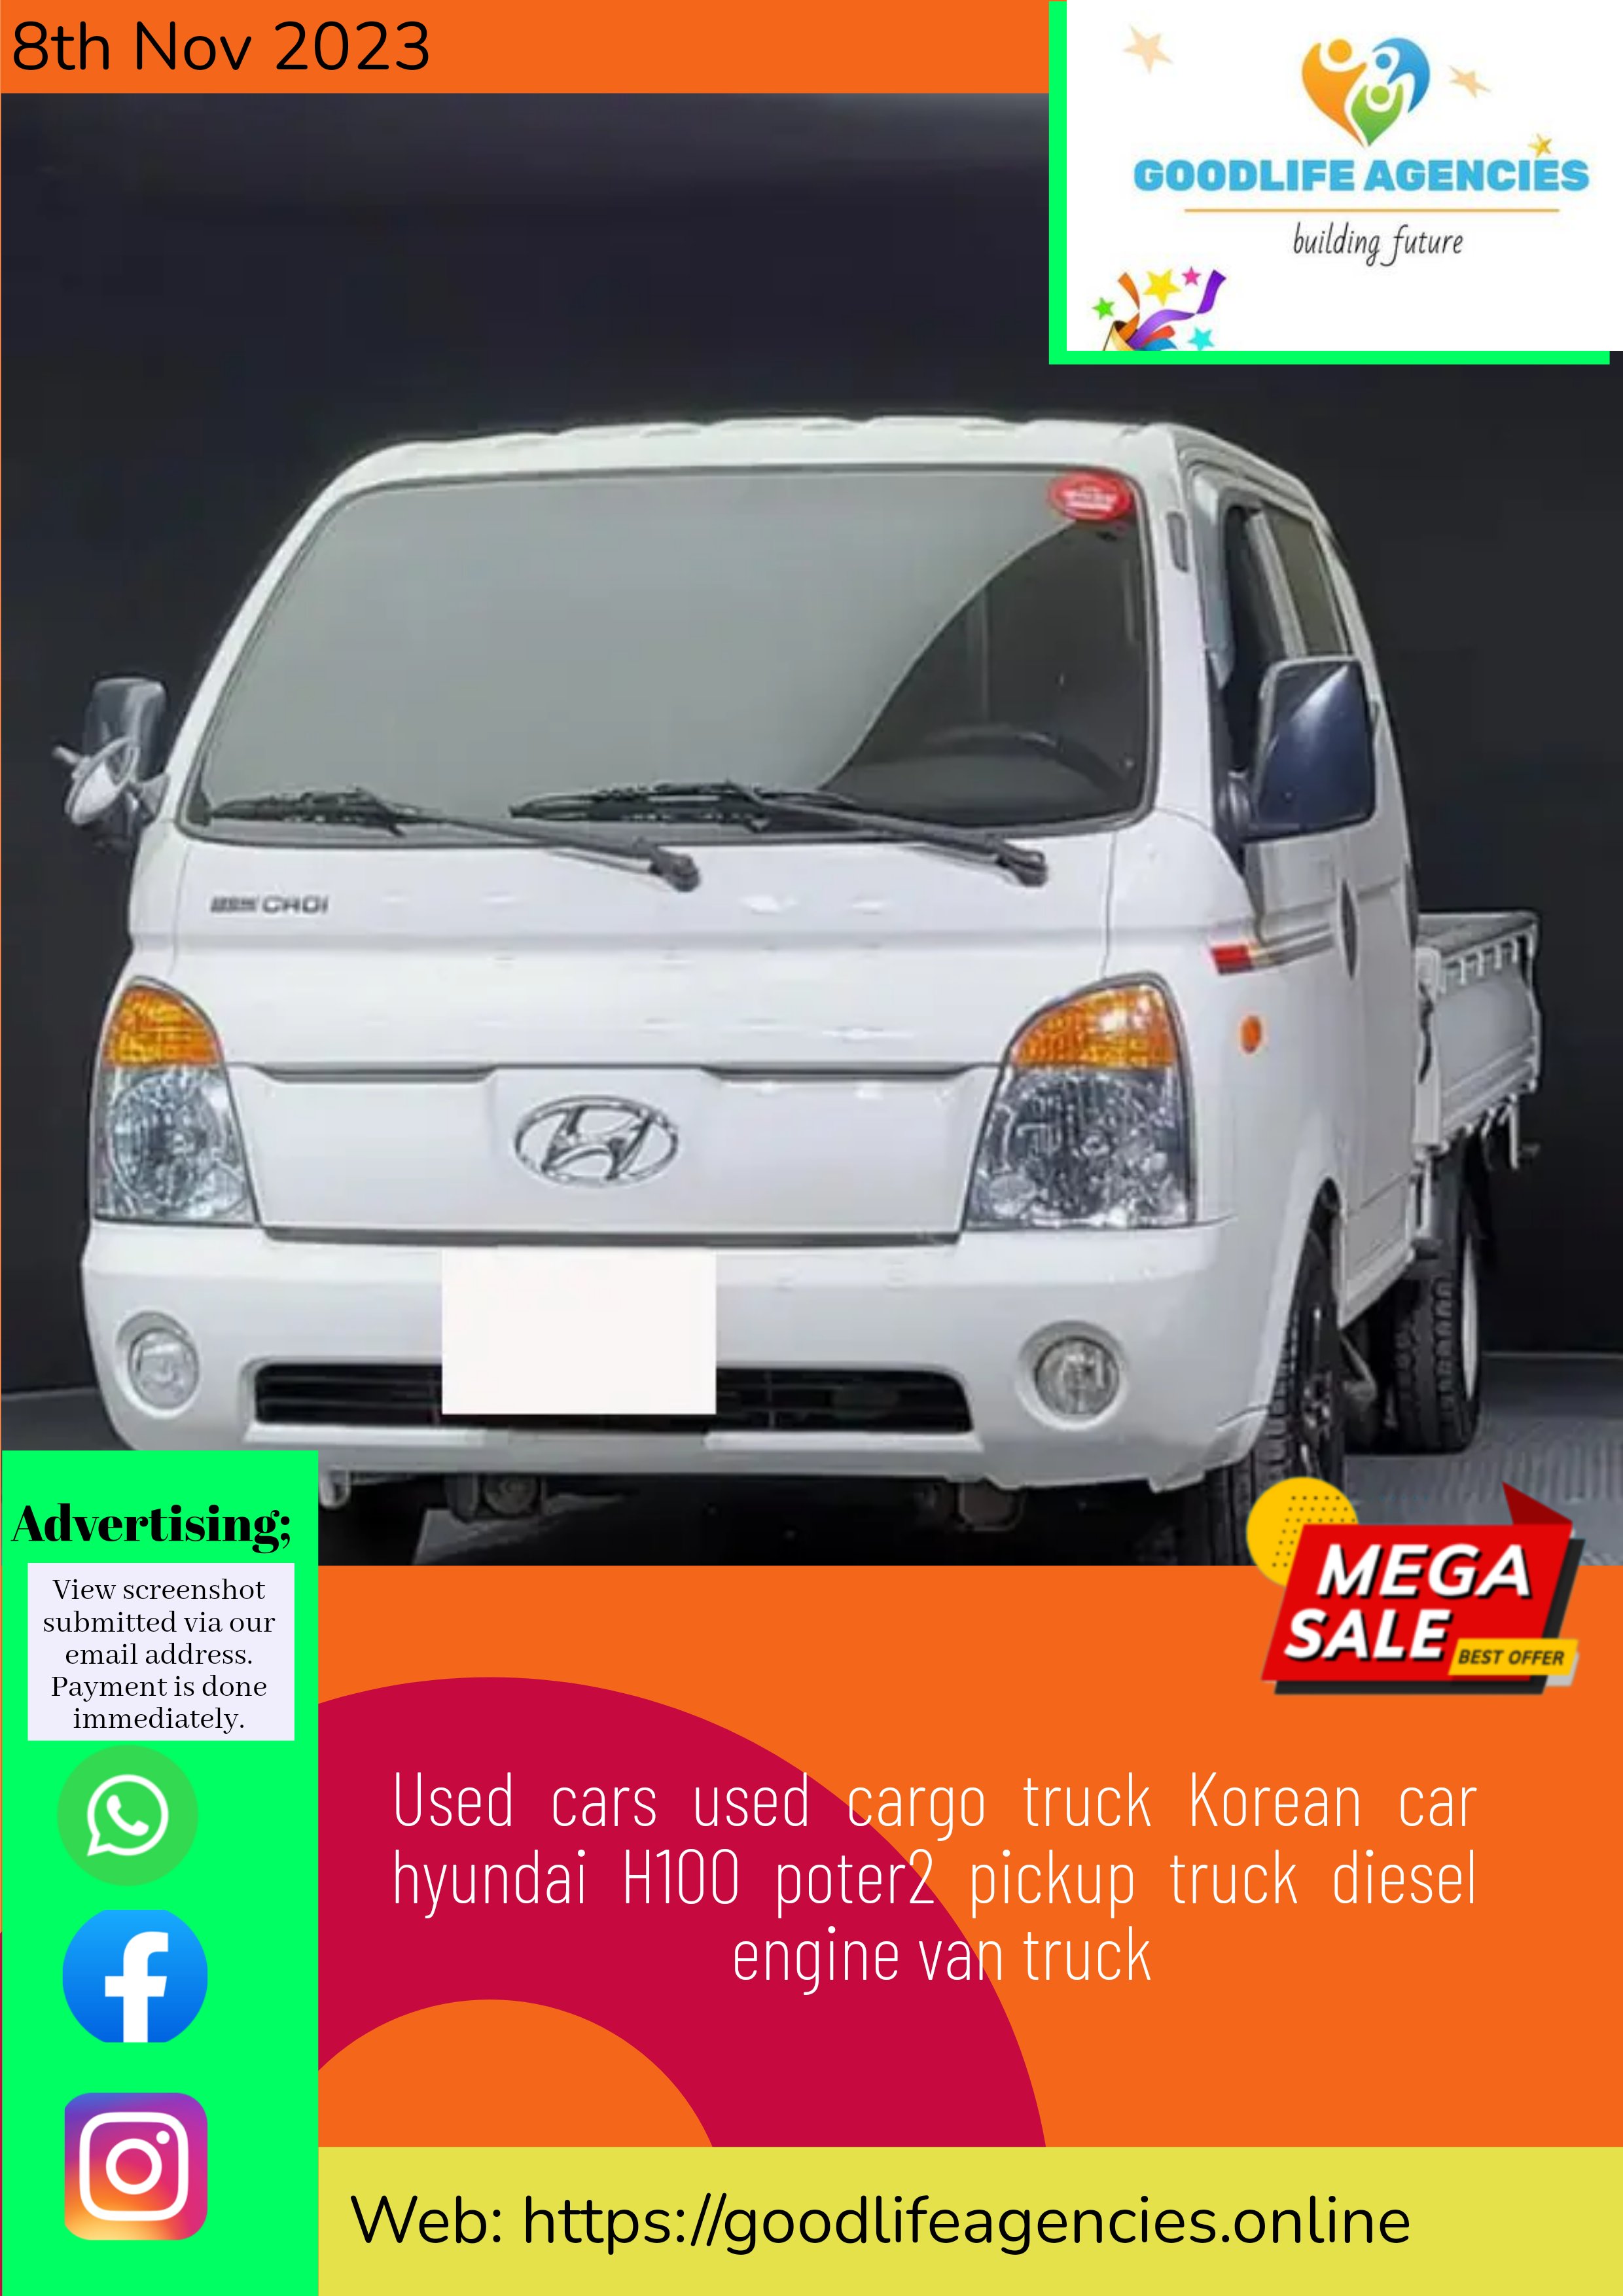 8th Nov 2023
GOODLIFE AGENCIES
building future
CRDi
Advertising;
View screenshot
submitted via our
email address.
Payment is done
immediately.
MEGA
SALE
BEST OFFER
Used cars used cargo truck Korean car
hyundai H100 poter2 pickup truck diesel
engine van truck
Web: https://goodlifeagencies.online